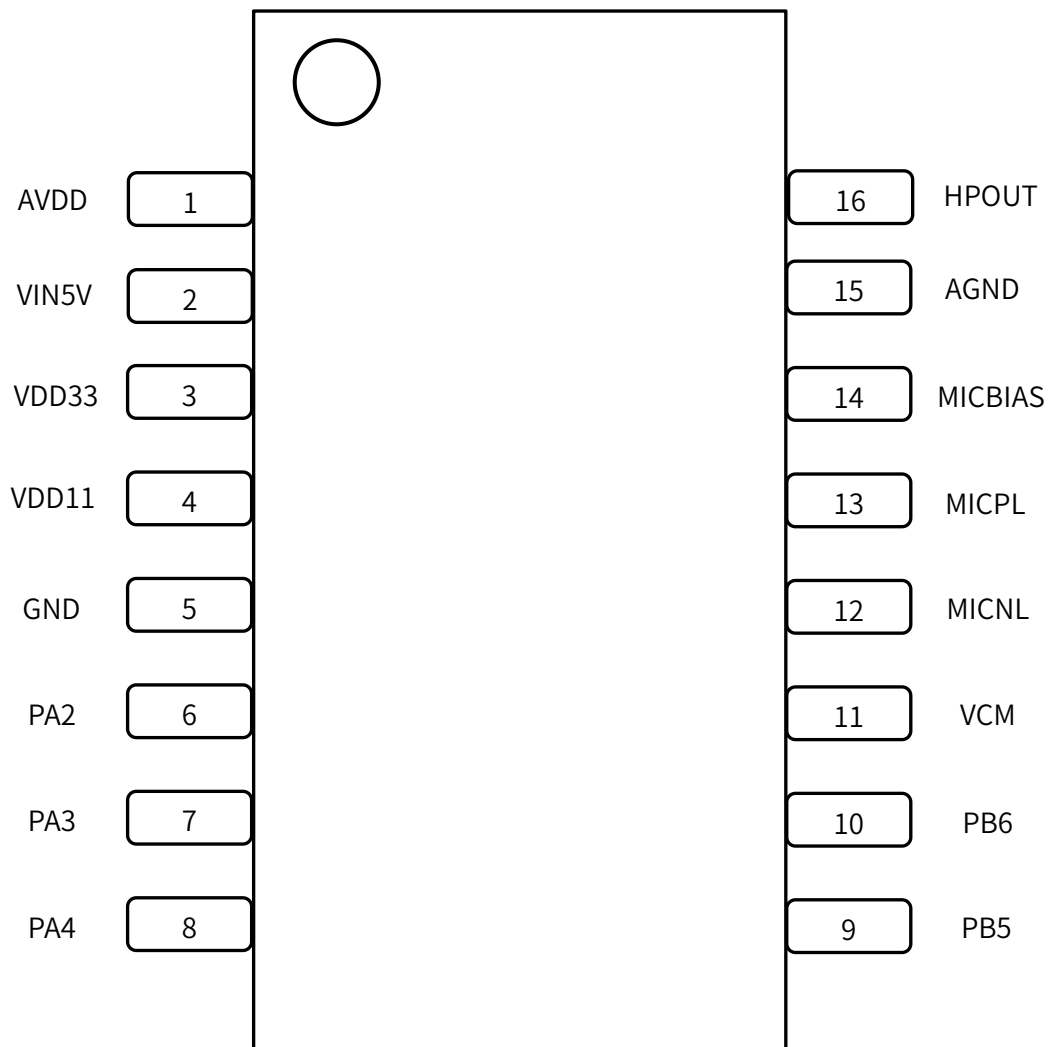 AVDD 1 16 HPOUT
VIN5V 2 15 AGND
VDD33 3 14 MICBIAS
VDD11 4 13 MICPL
GND 5 12 MICNL
PA2 6 11 VCM
PA3 7 10 PB6
PA4 8 9 PB5